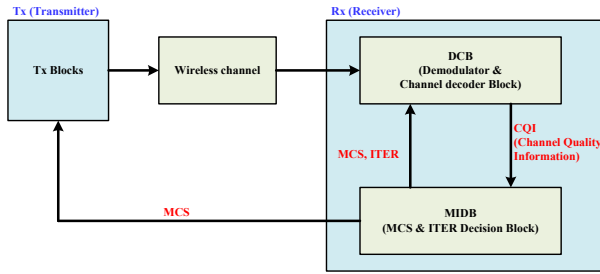 Tx (Transmitter)
Rx (Receiver)
Tx Blocks
Wireless channel
DCB
(Demodulator &
Channel decoder Block)
CQI
(Channel Quality
Information)
MCS, ITER
MCS
MIDB
(MCS & ITER Decision Block)